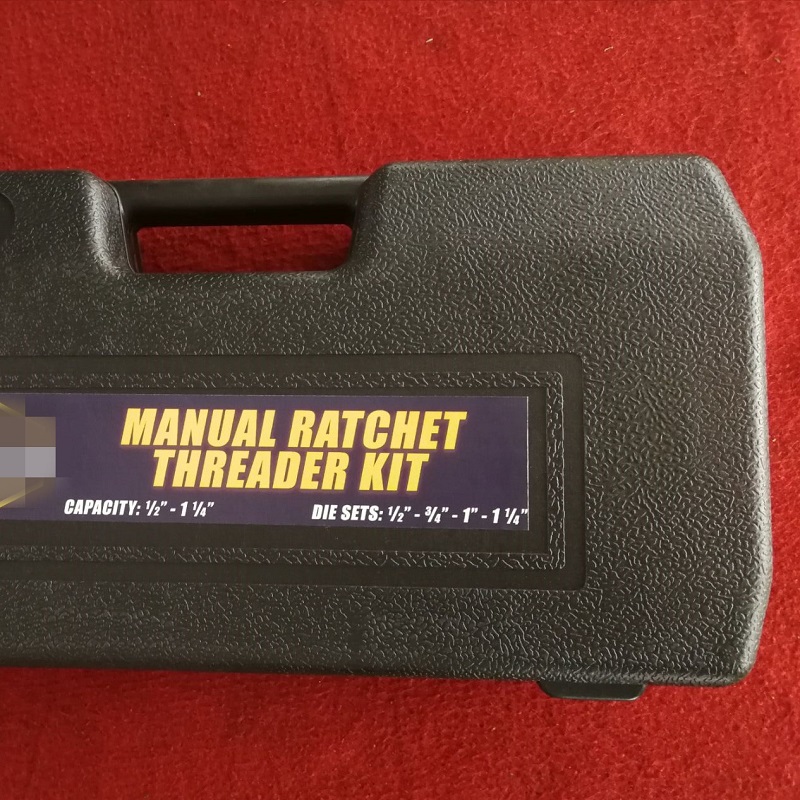 MANUAL RATCHET
THREADER KIT
CAPACITY: ½" - 1 ¼"
DIE SETS: ½" - ¾" - 1" - 1 ¼"